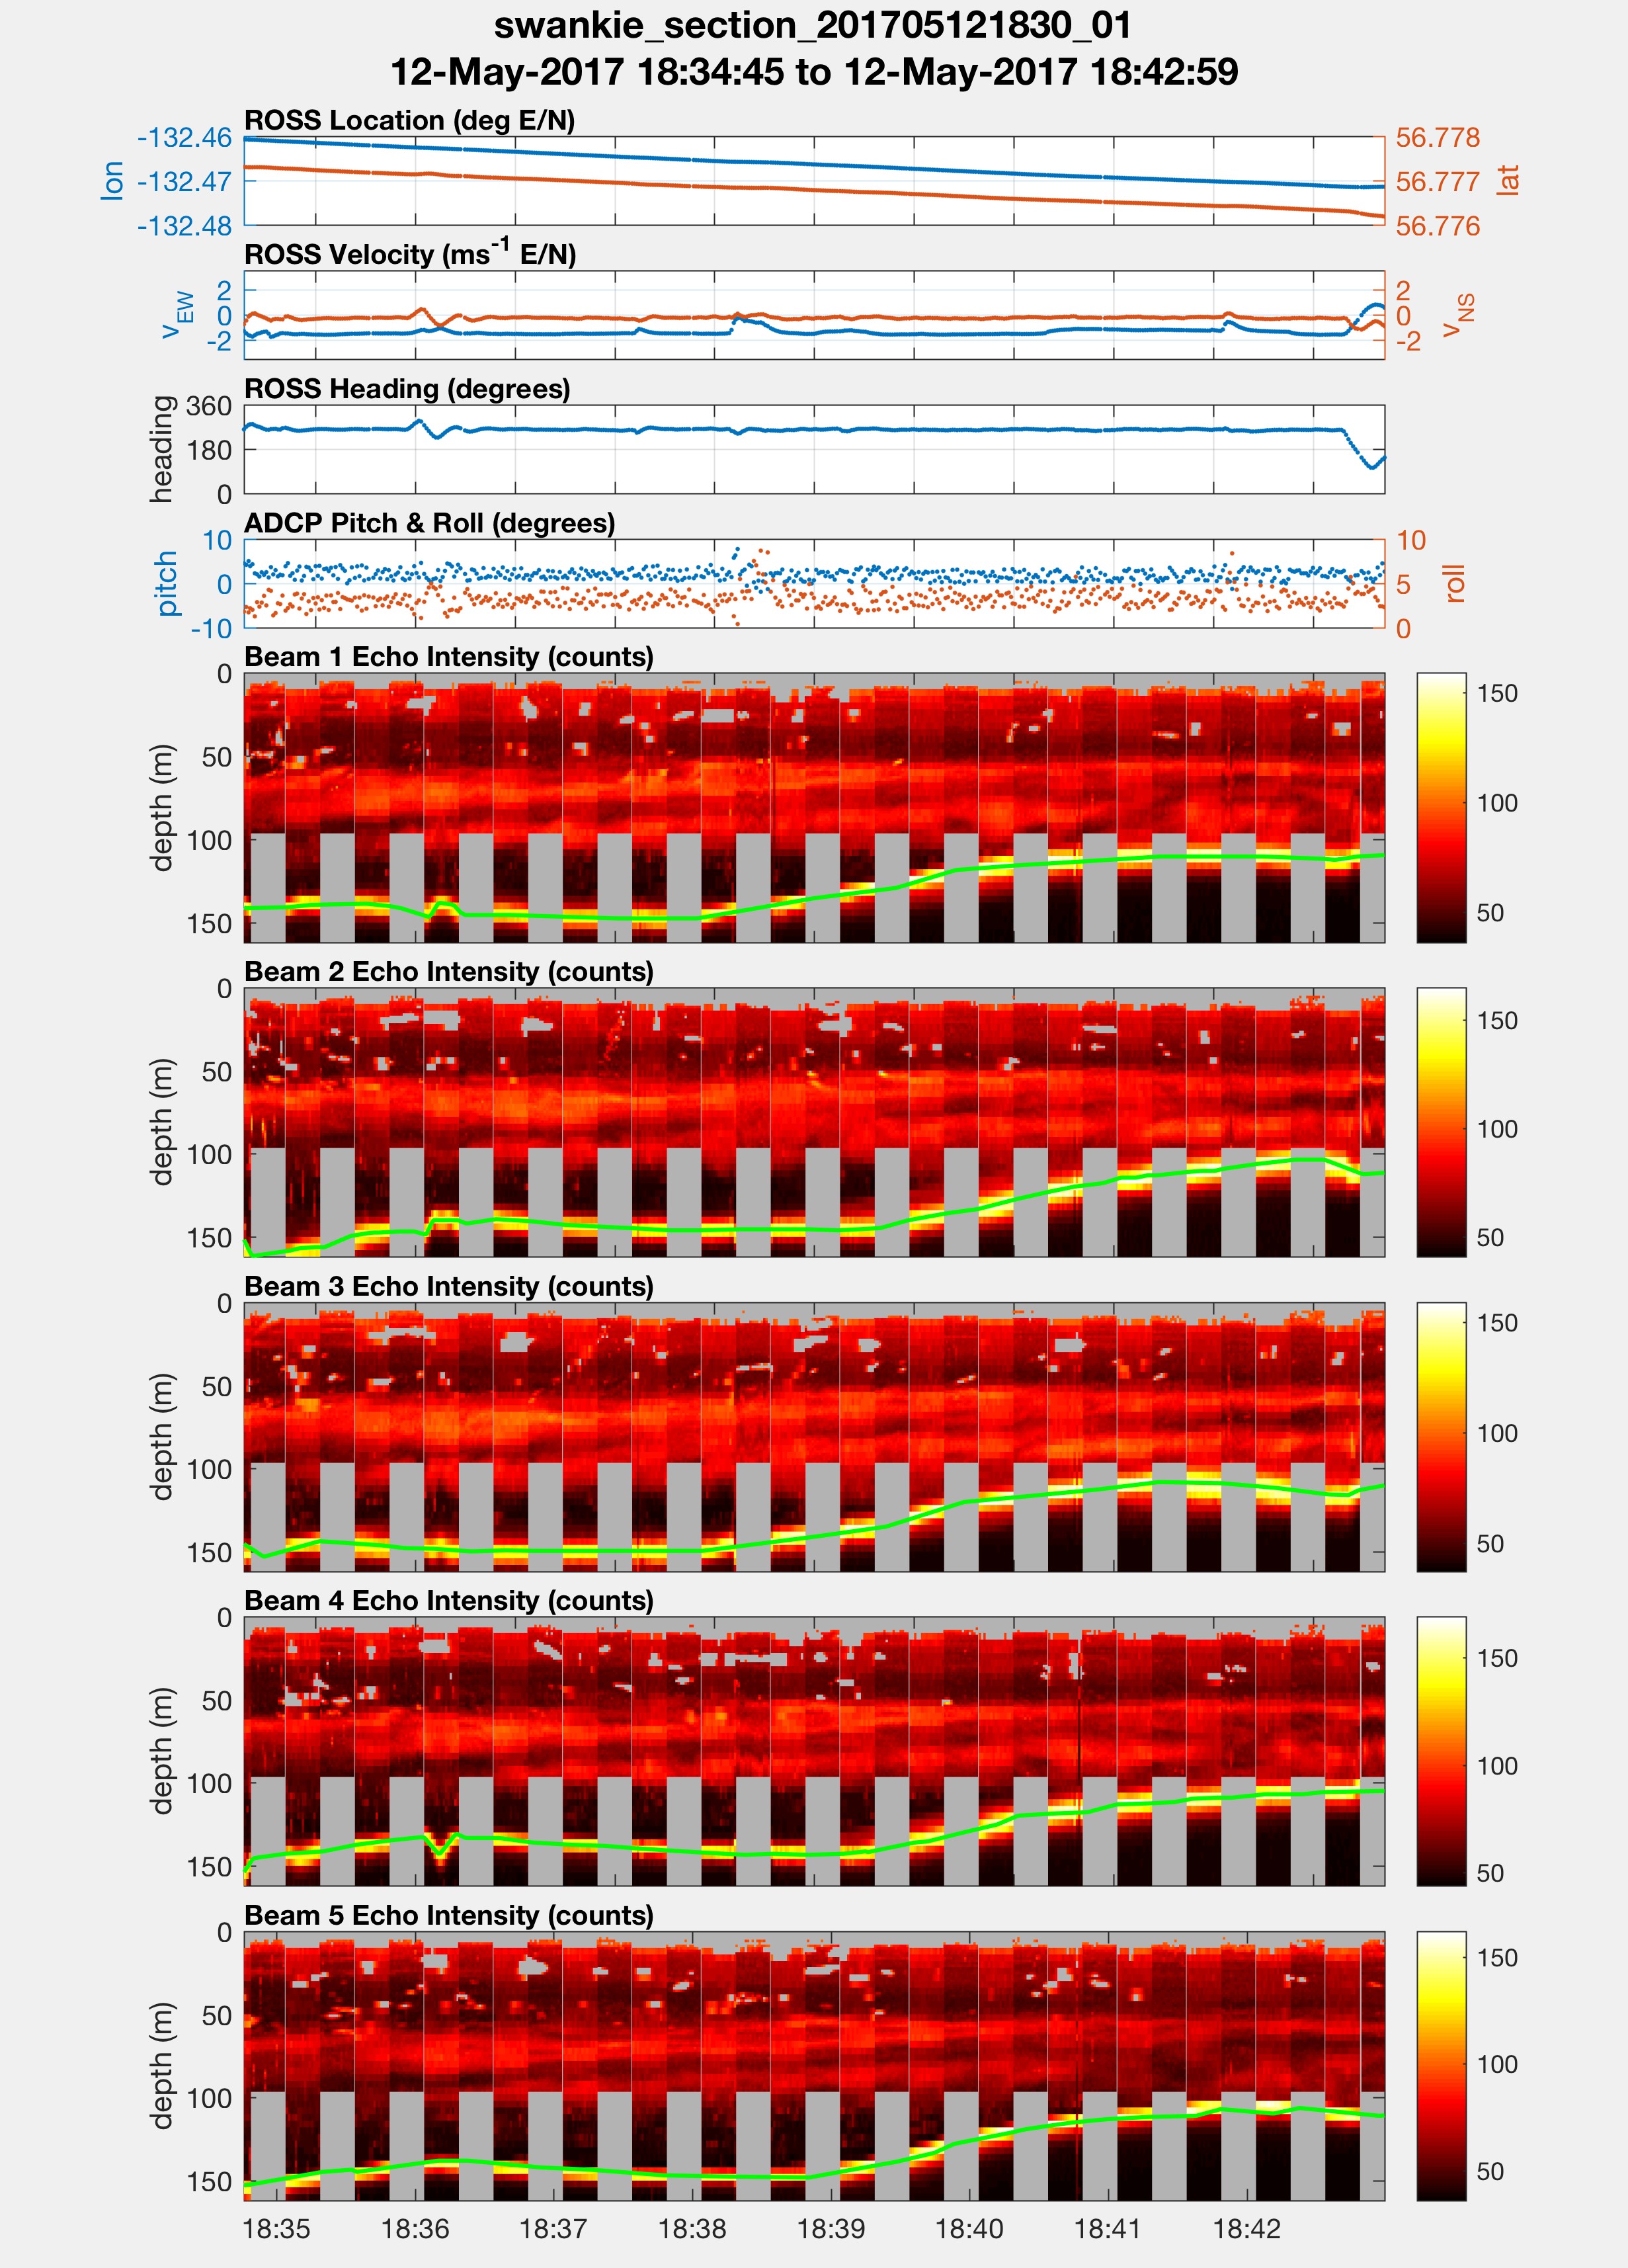 swankie_section_201705121830_01
12-May-2017 18:34:45 to 12-May-2017 18:42:59
ROSS Location (deg E/N)
-132.46
-132.47
-132.48
lon
56.778
56.777
56.776
lat
ROSS Velocity (ms-1 E/N)
2
0
-2
vEW
2
0
-2
vNS
ROSS Heading (degrees)
360
180
0
heading
ADCP Pitch & Roll (degrees)
10
0
-10
pitch
10
5
0
roll
Beam 1 Echo Intensity (counts)
0
50
100
150
depth (m)
150
100
50
Beam 2 Echo Intensity (counts)
0
50
100
150
depth (m)
150
100
50
Beam 3 Echo Intensity (counts)
0
50
100
150
depth (m)
150
100
50
Beam 4 Echo Intensity (counts)
0
50
100
150
depth (m)
150
100
50
Beam 5 Echo Intensity (counts)
0
50
100
150
depth (m)
150
100
50
18:35 18:36 18:37 18:38 18:39 18:40 18:41 18:42